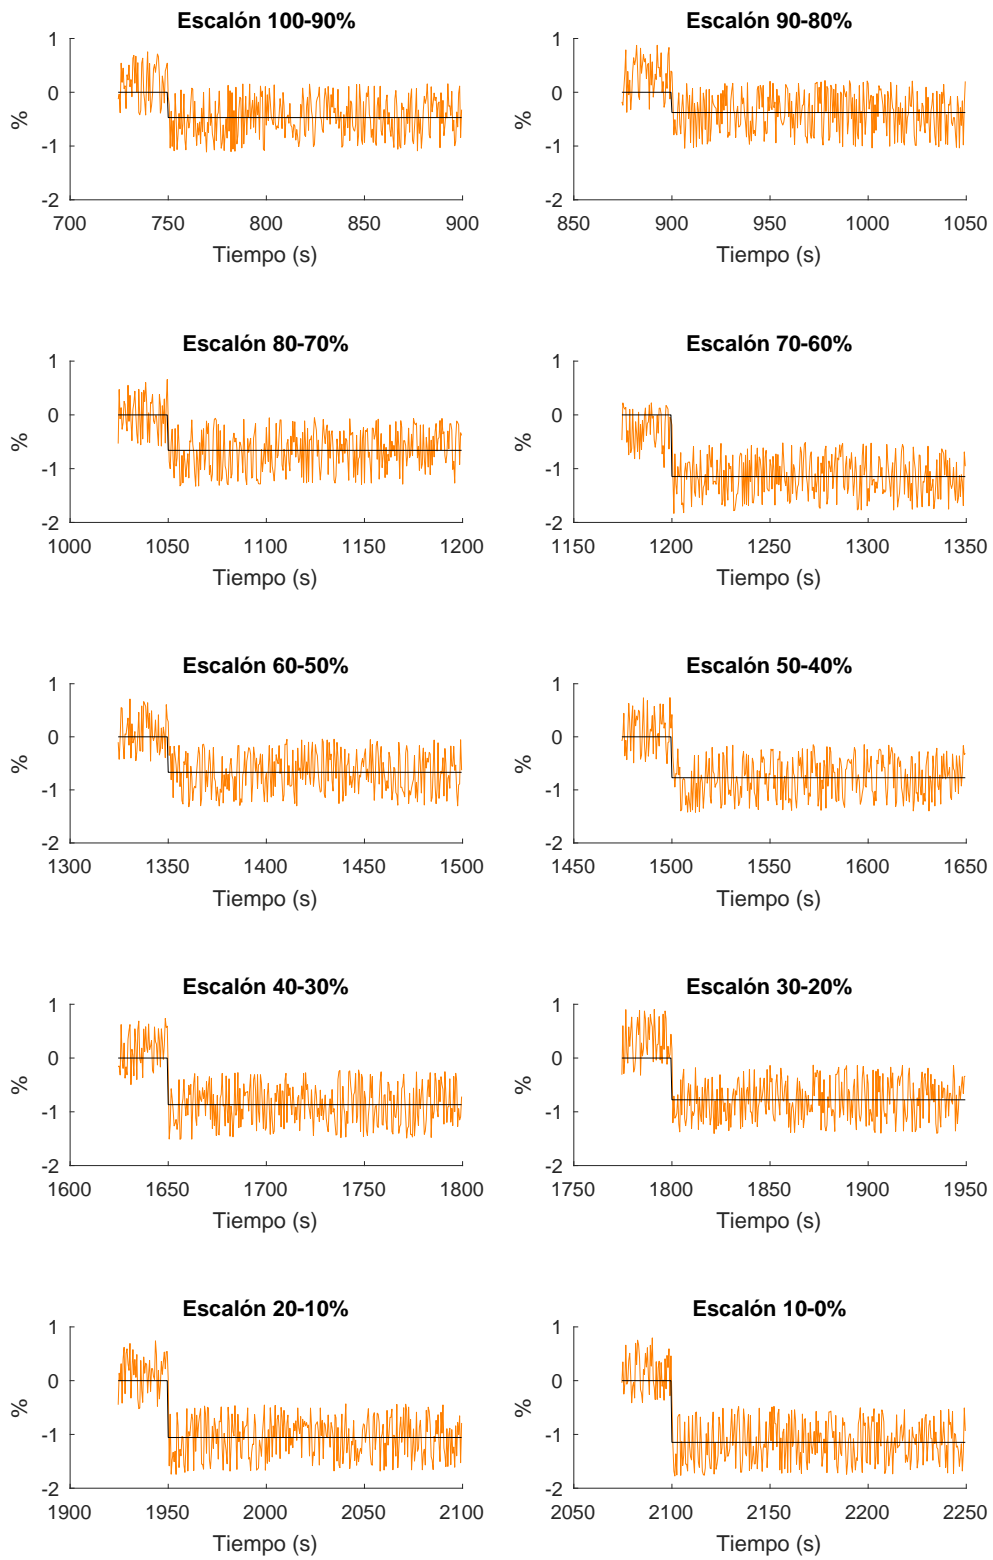 Escalón 100-90%
1
0
-1
-2
%
700 750 800 850 900
Tiempo (s)
Escalón 90-80%
1
0
-1
-2
%
850 900 950 1000 1050
Tiempo (s)
Escalón 80-70%
1
0
-1
-2
%
1000 1050 1100 1150 1200
Tiempo (s)
Escalón 70-60%
1
0
-1
-2
%
1150 1200 1250 1300 1350
Tiempo (s)
Escalón 60-50%
1
0
-1
-2
%
1300 1350 1400 1450 1500
Tiempo (s)
Escalón 50-40%
1
0
-1
-2
%
1450 1500 1550 1600 1650
Tiempo (s)
Escalón 40-30%
1
0
-1
-2
%
1600 1650 1700 1750 1800
Tiempo (s)
Escalón 30-20%
1
0
-1
-2
%
1750 1800 1850 1900 1950
Tiempo (s)
Escalón 20-10%
1
0
-1
-2
%
1900 1950 2000 2050 2100
Tiempo (s)
Escalón 10-0%
1
0
-1
-2
%
2050 2100 2150 2200 2250
Tiempo (s)